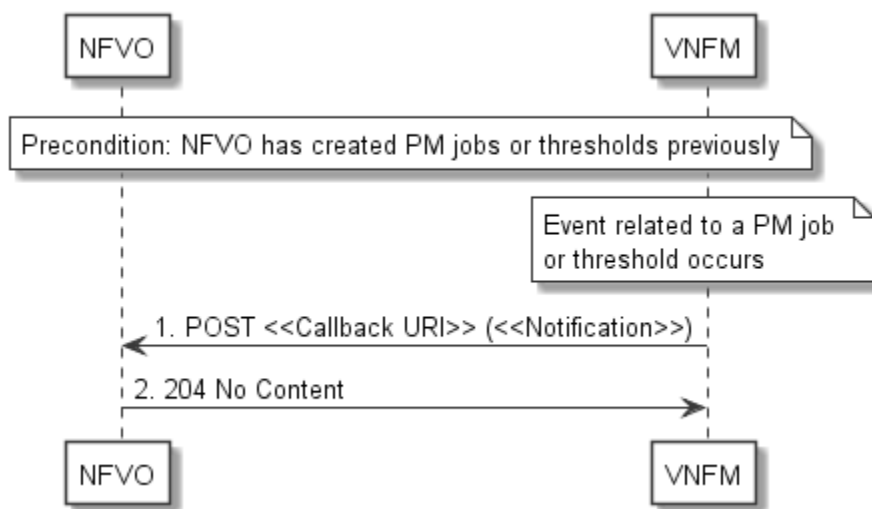 NFVO
VNFM
Precondition: NFVO has created PM jobs or thresholds previously
Event related to a PM job
or threshold occurs
1. POST <<Callback URI>> (<<Notification>>)
2. 204 No Content
NFVO
VNFM